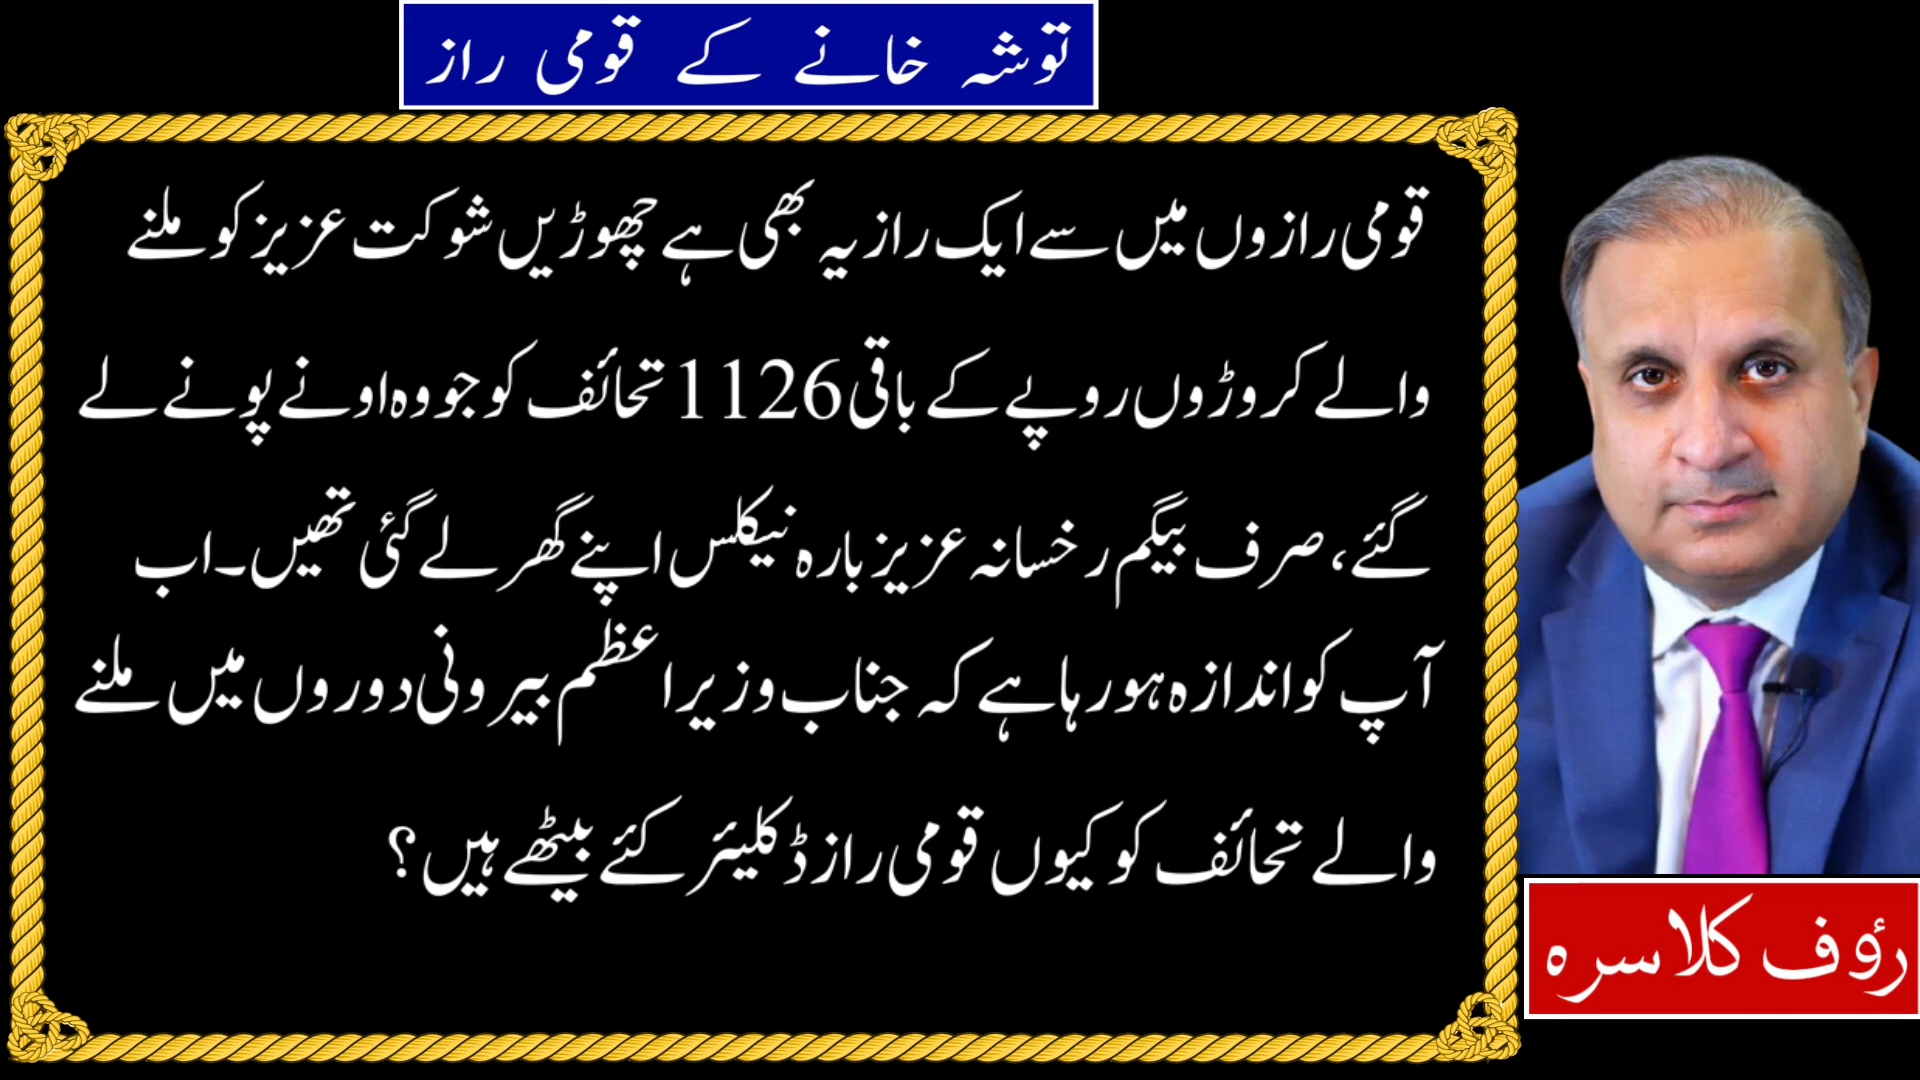 توشہ خانے کے قومی راز
قومی رازوں میں سے ایک راز یہ بھی ہے چھوڑیں شوکت عزیز کو ملنے
والے کروڑوں روپے کے باقی 1126 تحائف کو جو وہ اونے پونے لے
گئے، صرف بیگم رخسانہ عزیز بارہ نیکلس اپنے گھر لے گئی تھیں۔ اب
آپ کو اندازہ ہو رہا ہے کہ جناب وزیراعظم بیرونی دوروں میں ملنے
والے تحائف کو کیوں قومی راز ڈکلیئر کئے بیٹھے ہیں؟
رؤف کلاسرہ